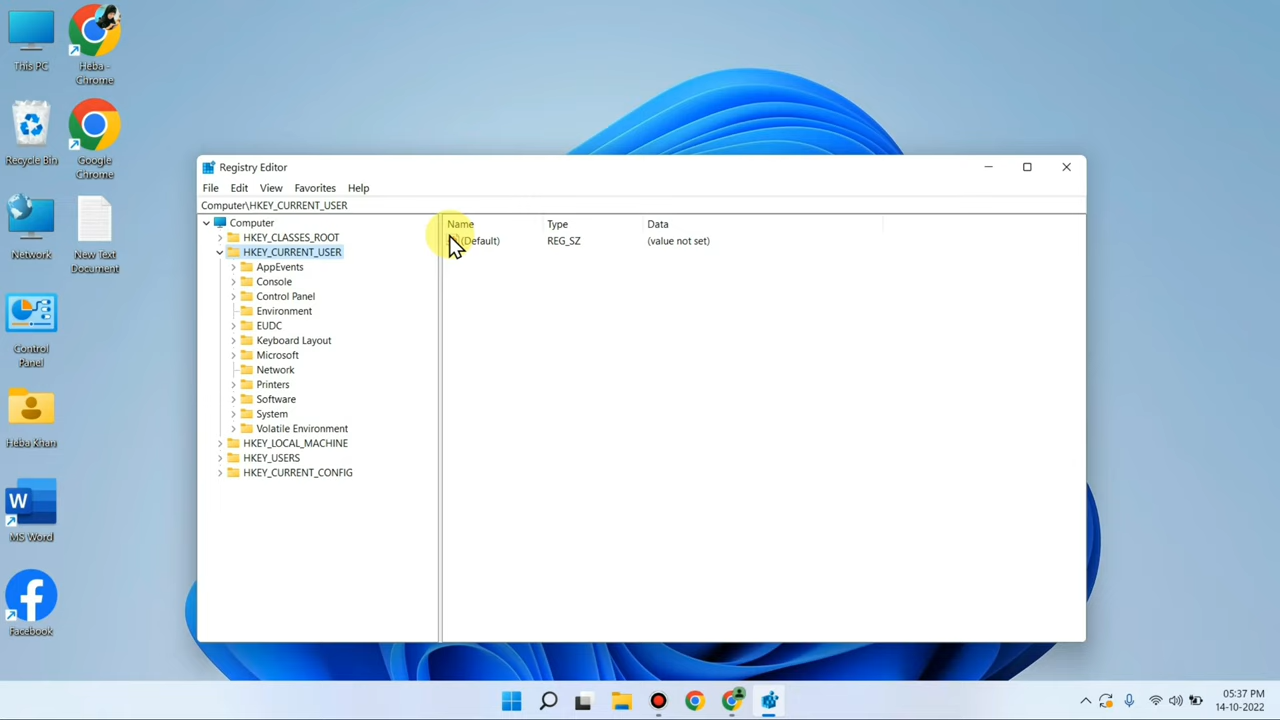 This PC
Heba - Chrome
Recycle Bin
Google Chrome
Network
New Text Document
Control Panel
Heba Khan
W
MS Word
f
Facebook
Registry Editor
File Edit View Favorites Help
Computer\HKEY_CURRENT_USER
Computer
HKEY_CLASSES_ROOT
HKEY_CURRENT_USER
AppEvents
Console
Control Panel
Environment
EUDC
Keyboard Layout
Microsoft
Network
Printers
Software
System
Volatile Environment
HKEY_LOCAL_MACHINE
HKEY_USERS
HKEY_CURRENT_CONFIG
Name Type Data
(Default) REG_SZ (value not set)
05:37 PM
14-10-2022